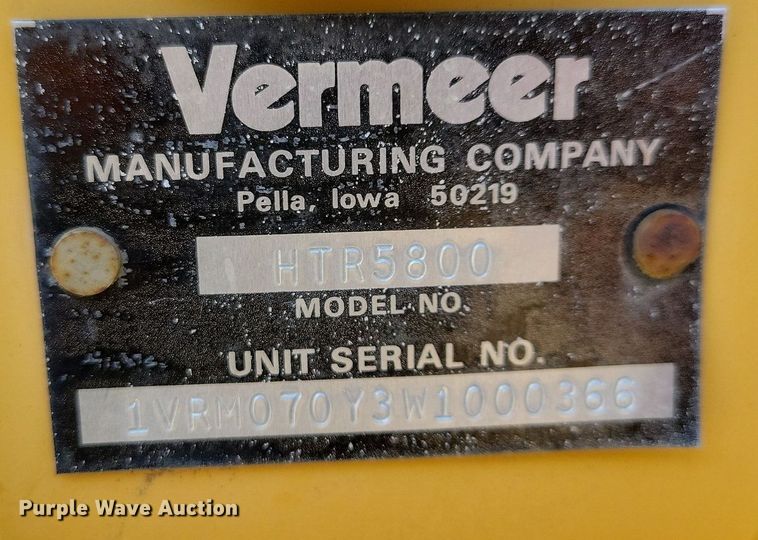 Vermeer
MANUFACTURING COMPANY
Pella, Iowa 50219
HTR5800
MODEL NO.
UNIT SERIAL NO.
1VRM070Y3W1000366
Purple Wave Auction